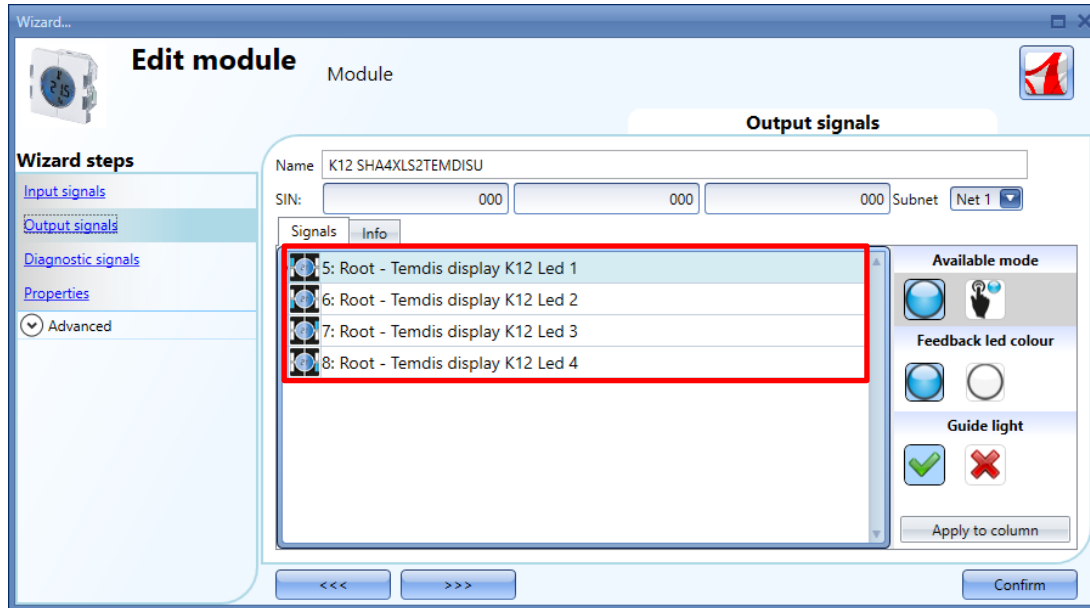 Wizard...
Edit module
Module
Output signals
Wizard steps
Input signals
Output signals
Diagnostic signals
Properties
Advanced
Name K12 SHA4XLS2TEMDISU
SIN: 000 000 000 Subnet Net 1
Signals Info
5: Root - Temdis display K12 Led 1
6: Root - Temdis display K12 Led 2
7: Root - Temdis display K12 Led 3
8: Root - Temdis display K12 Led 4
Available mode
Feedback led colour
Guide light
Apply to column
<<< >>> Confirm